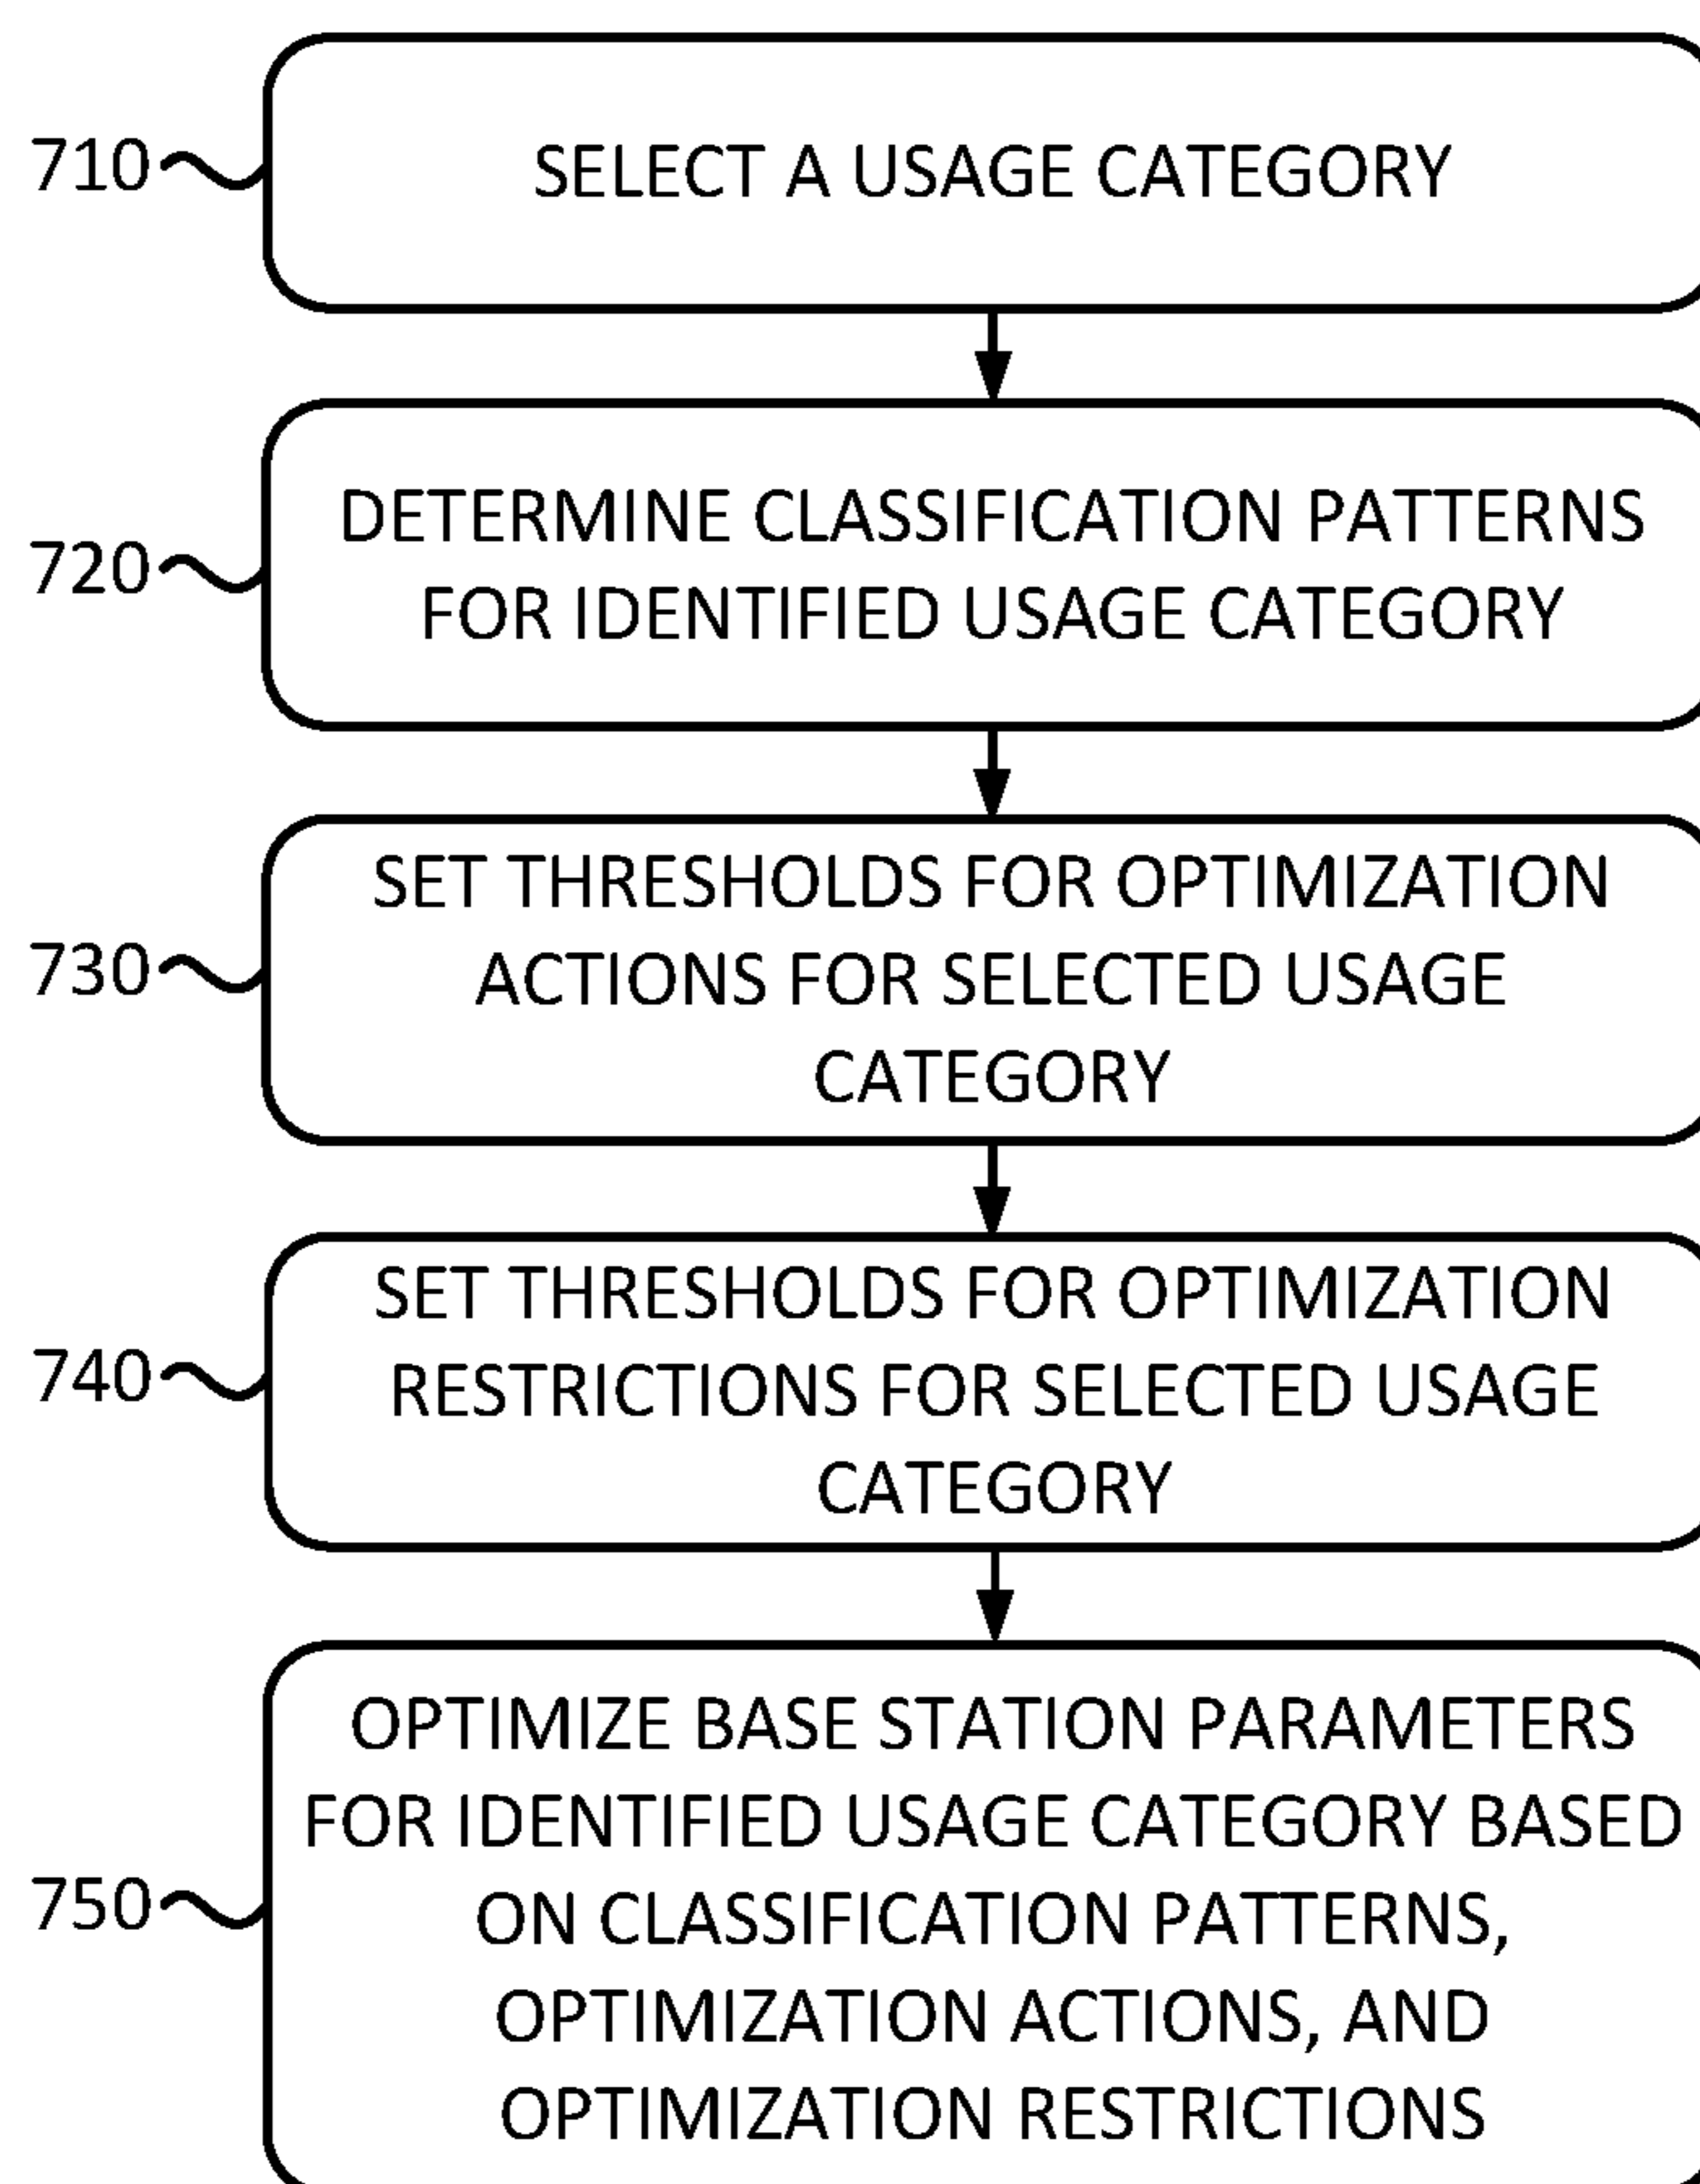 710
SELECT A USAGE CATEGORY
720
DETERMINE CLASSIFICATION PATTERNS
FOR IDENTIFIED USAGE CATEGORY
730
SET THRESHOLDS FOR OPTIMIZATION
ACTIONS FOR SELECTED USAGE
CATEGORY
740
SET THRESHOLDS FOR OPTIMIZATION
RESTRICTIONS FOR SELECTED USAGE
CATEGORY
750
OPTIMIZE BASE STATION PARAMETERS
FOR IDENTIFIED USAGE CATEGORY BASED
ON CLASSIFICATION PATTERNS,
OPTIMIZATION ACTIONS, AND
OPTIMIZATION RESTRICTIONS